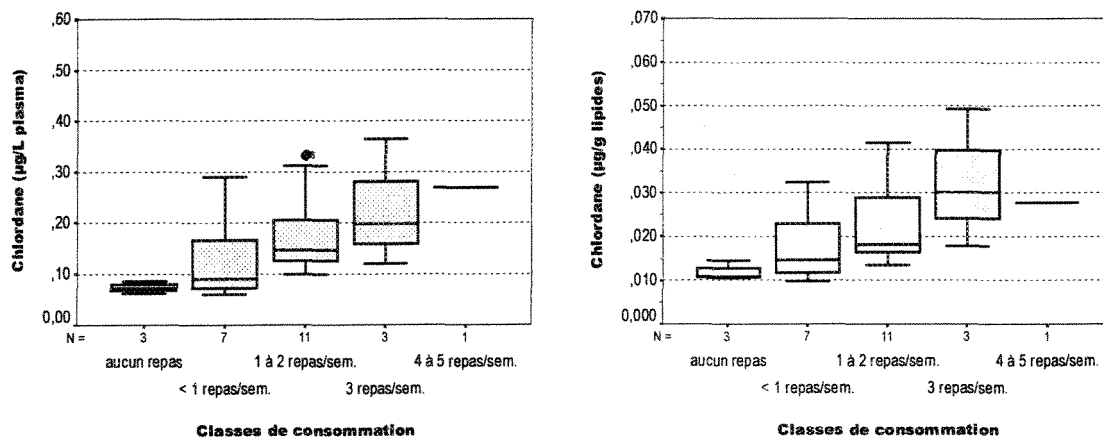 ,60
,50
,40
,30
,20
,10
0,00
Chlordane (µg/L plasma)
N =
3
7
11
3
1
aucun repas
1 à 2 repas/sem.
4 à 5 repas/sem.
< 1 repas/sem.
3 repas/sem.
Classes de consommation
,070
,060
,050
,040
,030
,020
,010
0,000
Chlordane (µg/g lipides)
N =
3
7
11
3
1
aucun repas
1 à 2 repas/sem.
4 à 5 repas/sem.
< 1 repas/sem.
3 repas/sem.
Classes de consommation